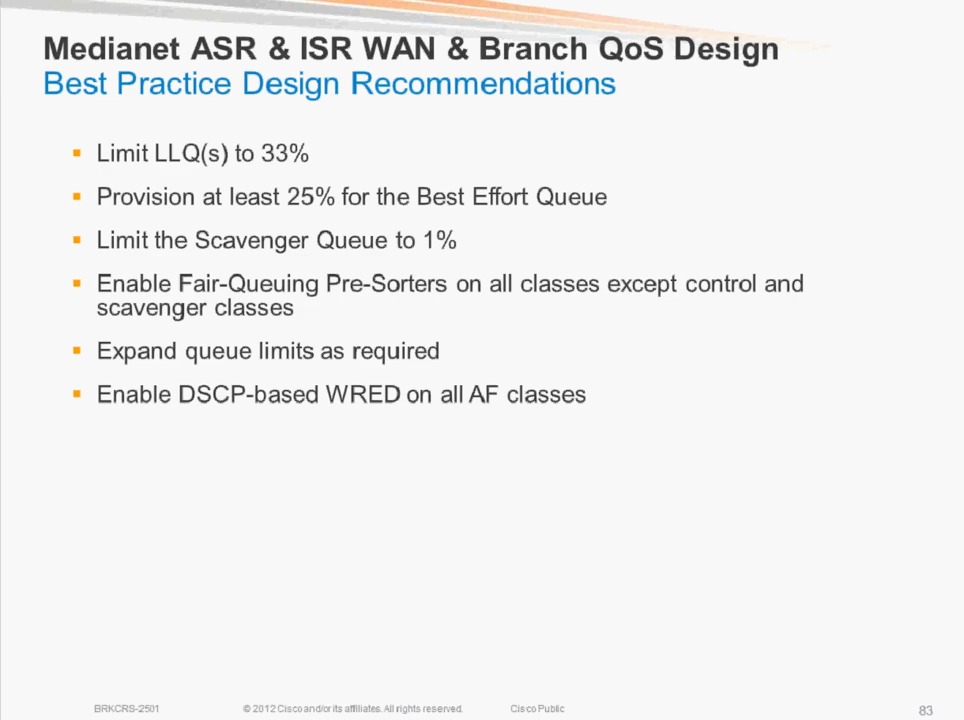 Medianet ASR & ISR WAN & Branch QoS Design
Best Practice Design Recommendations
▪ Limit LLQ(s) to 33%
▪ Provision at least 25% for the Best Effort Queue
▪ Limit the Scavenger Queue to 1%
▪ Enable Fair-Queuing Pre-Sorters on all classes except control and
scavenger classes
▪ Expand queue limits as required
▪ Enable DSCP-based WRED on all AF classes
BRKCRS-2501 © 2012 Cisco and/or its affiliates. All rights reserved. Cisco Public 83